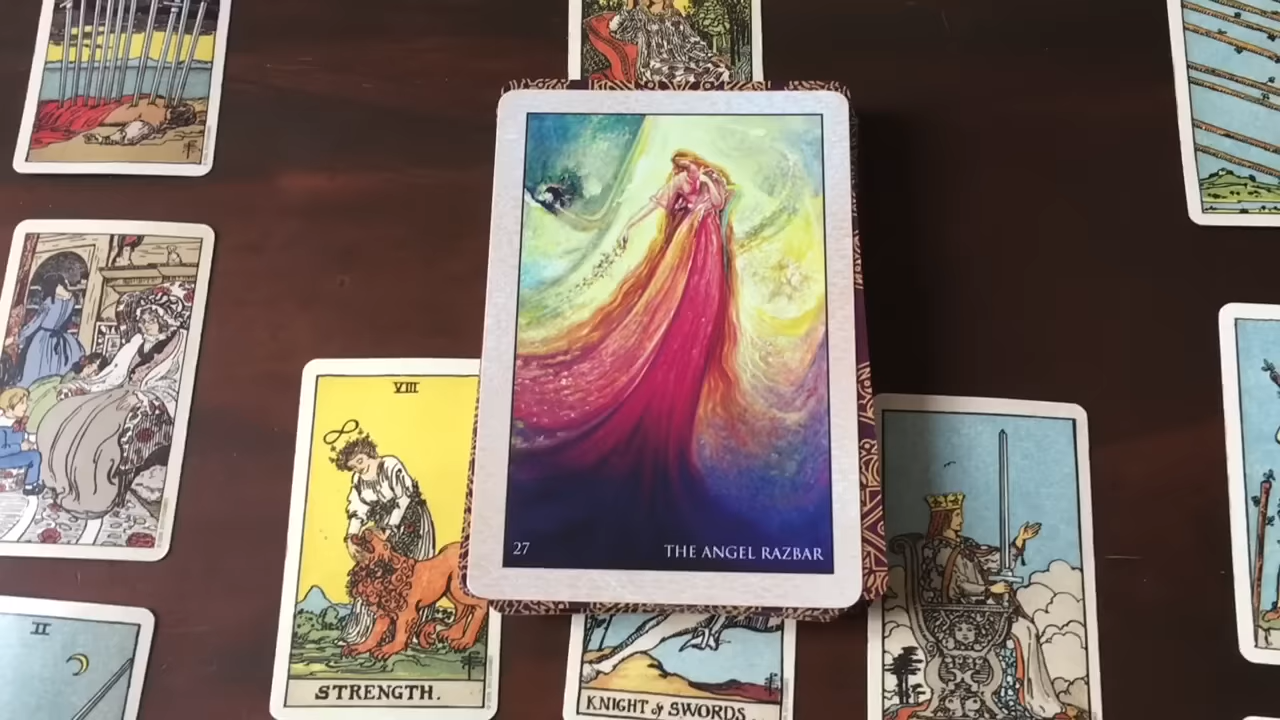 VIII
27
THE ANGEL RAZBAR
II
STRENGTH.
KNIGHT of SWORDS.